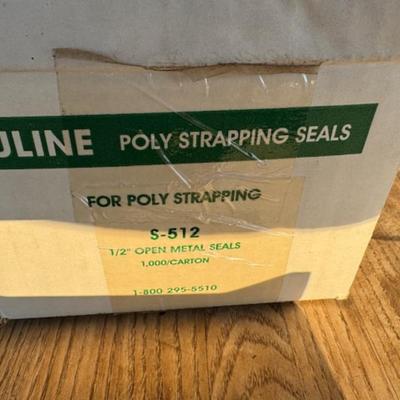 ULINE POLY STRAPPING SEALS
FOR POLY STRAPPING
S-512
1/2" OPEN METAL SEALS
1,000/CARTON
1-800 295-5510